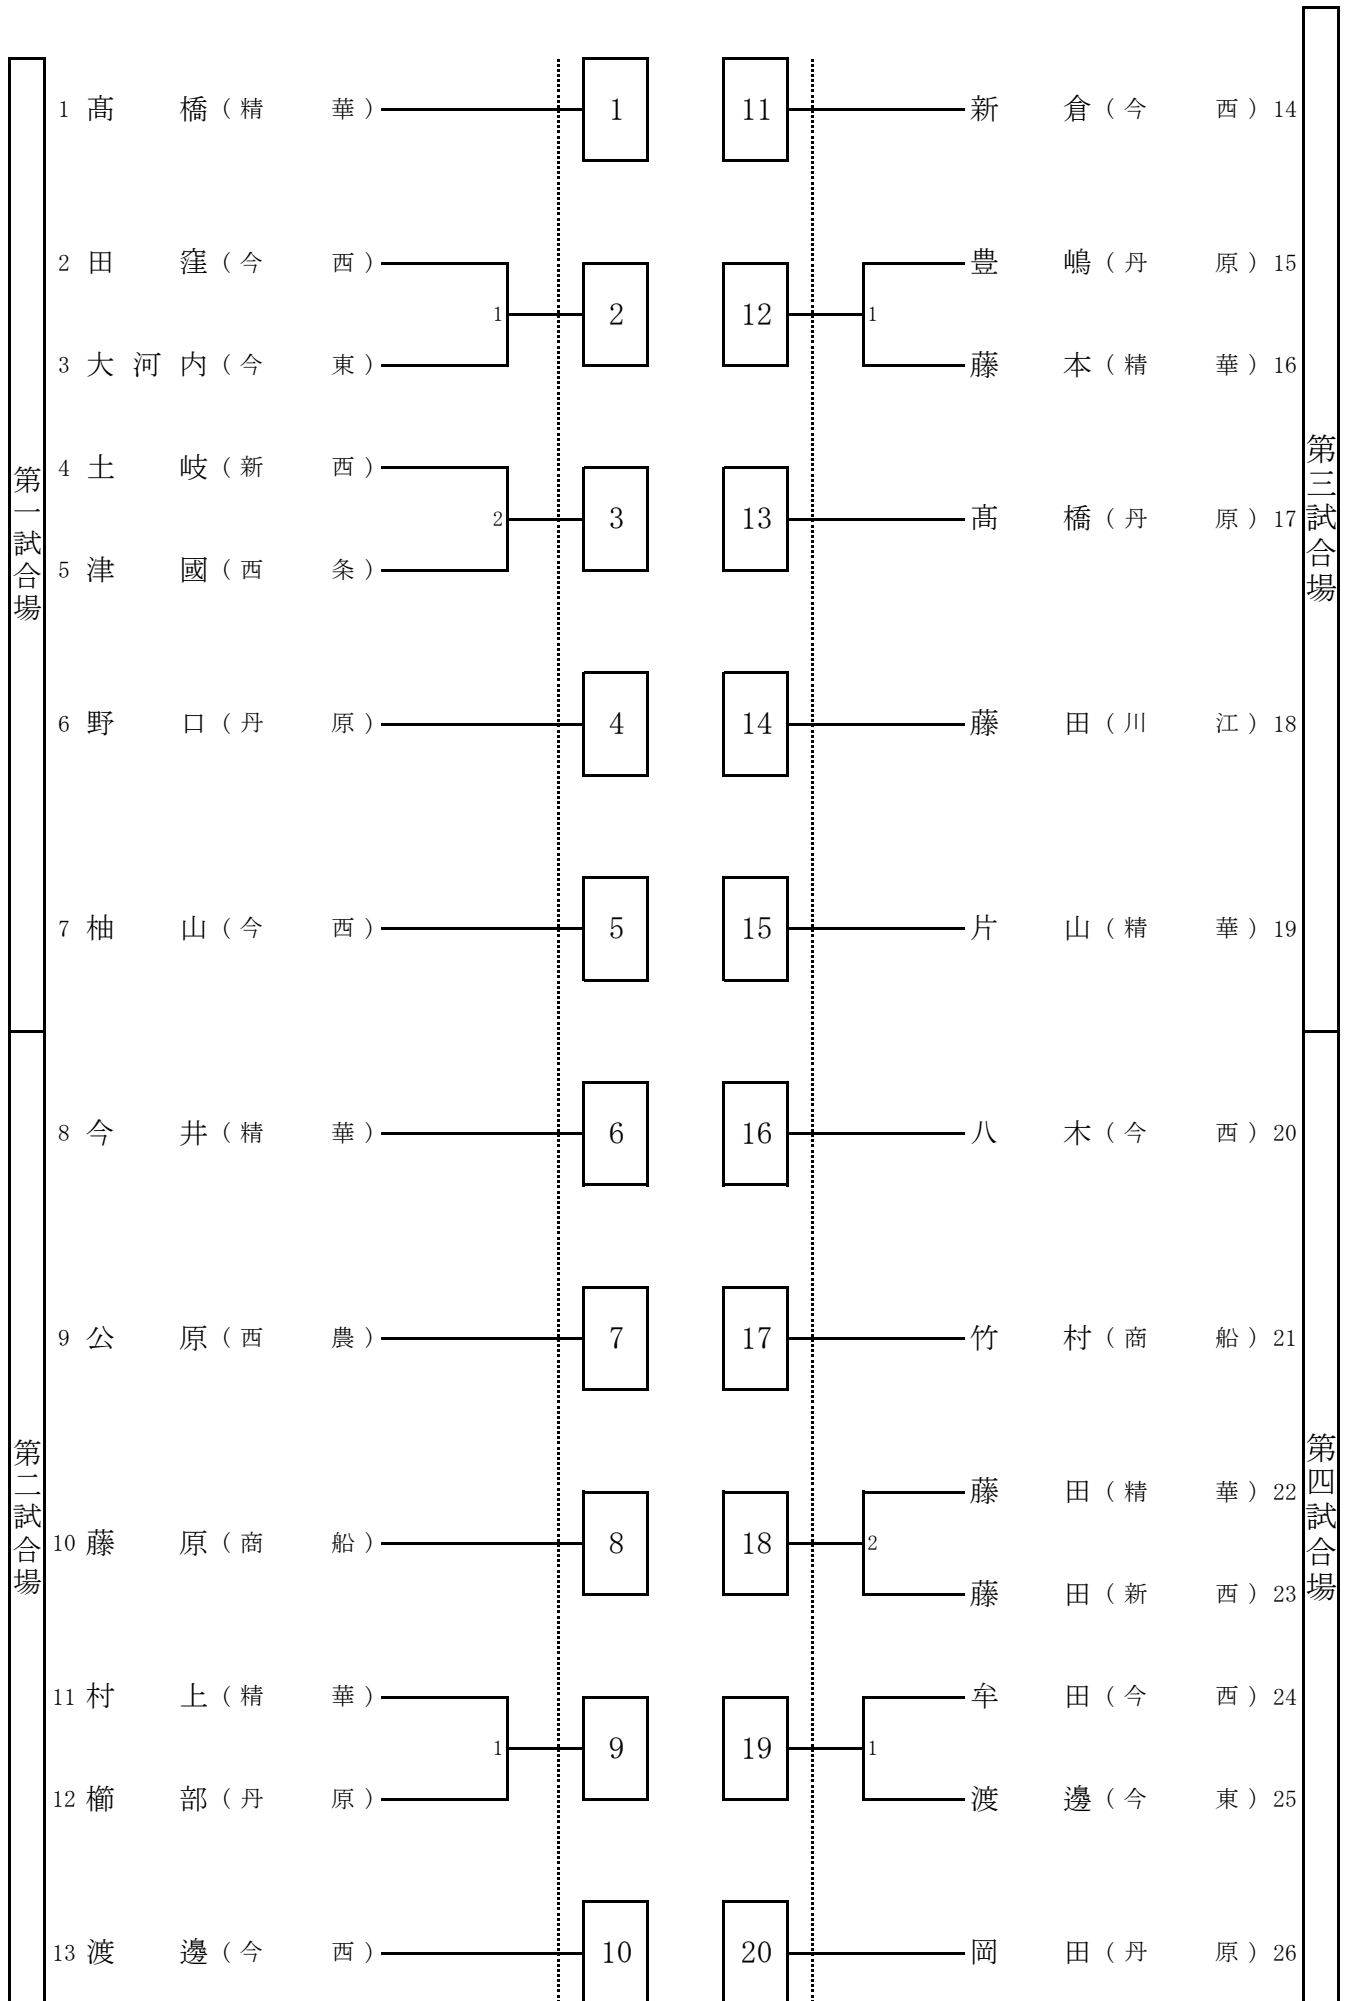 第一試合場
1 髙橋（精華） 1
2 田窪（今西）
1 2
3 大河内（今東）
4 土岐（新西）
2 3
5 津國（西条）
6 野口（丹原） 4
7 柚山（今西） 5
第二試合場
8 今井（精華） 6
9 公原（西農） 7
10 藤原（商船） 8
11 村上（精華）
1 9
12 櫛部（丹原）
13 渡邊（今西） 10
第三試合場
11 新倉（今西） 14
豊嶋（丹原） 15
12 1
藤本（精華） 16
13 髙橋（丹原） 17
14 藤田（川江） 18
15 片山（精華） 19
第四試合場
16 八木（今西） 20
17 竹村（商船） 21
藤田（精華） 22
18 2
藤田（新西） 23
牟田（今西） 24
19 1
渡邊（今東） 25
20 岡田（丹原） 26